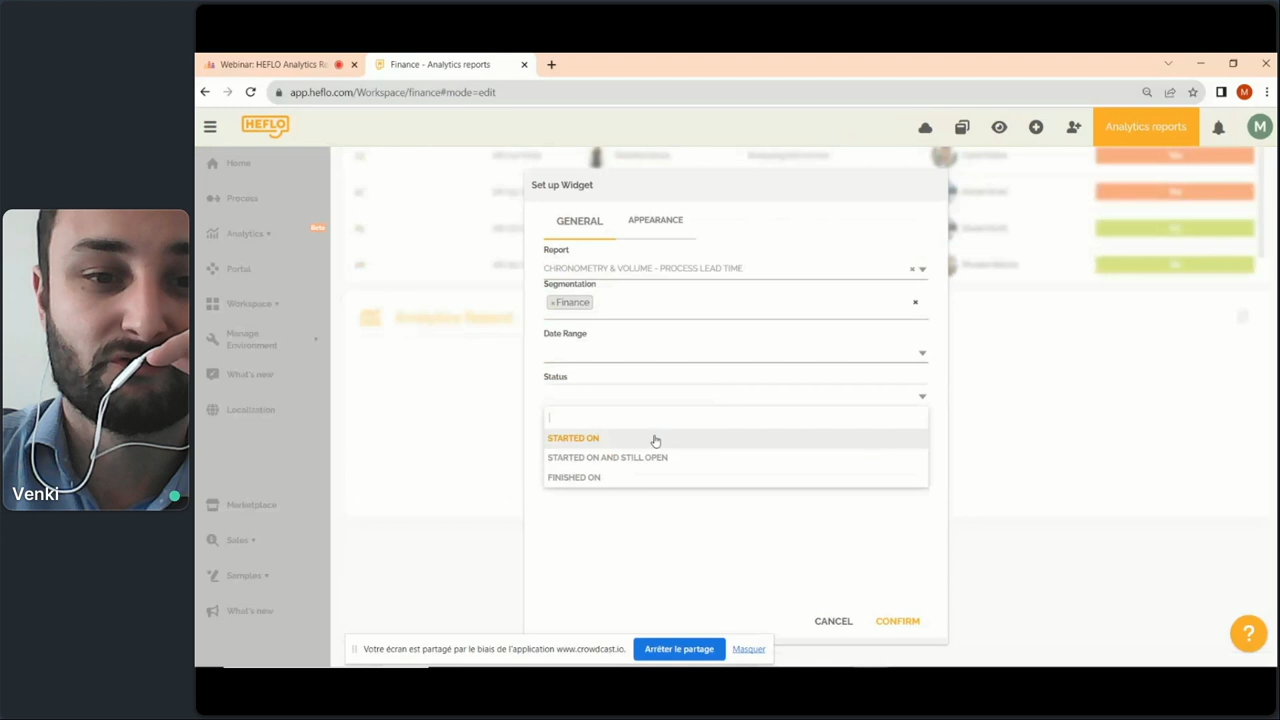 Webinar: HEFLO Analytics Re
Finance - Analytics reports
app.heflo.com/Workspace/finance#mode=edit
M
HEFLO
Analytics reports
M
Home
Process
Analytics
Beta
Portal
Workspace
Manage
Environment
What's new
Localization
Marketplace
Sales
Samples
What's new
Set up Widget
GENERAL
APPEARANCE
Report
CHRONOMETRY & VOLUME - PROCESS LEAD TIME
Segmentation
×Finance
Date Range
Status
STARTED ON
STARTED ON AND STILL OPEN
FINISHED ON
CANCEL
CONFIRM
Votre écran est partagé par le biais de l'application www.crowdcast.io.
Arrêter le partage
Masquer
?
Venki